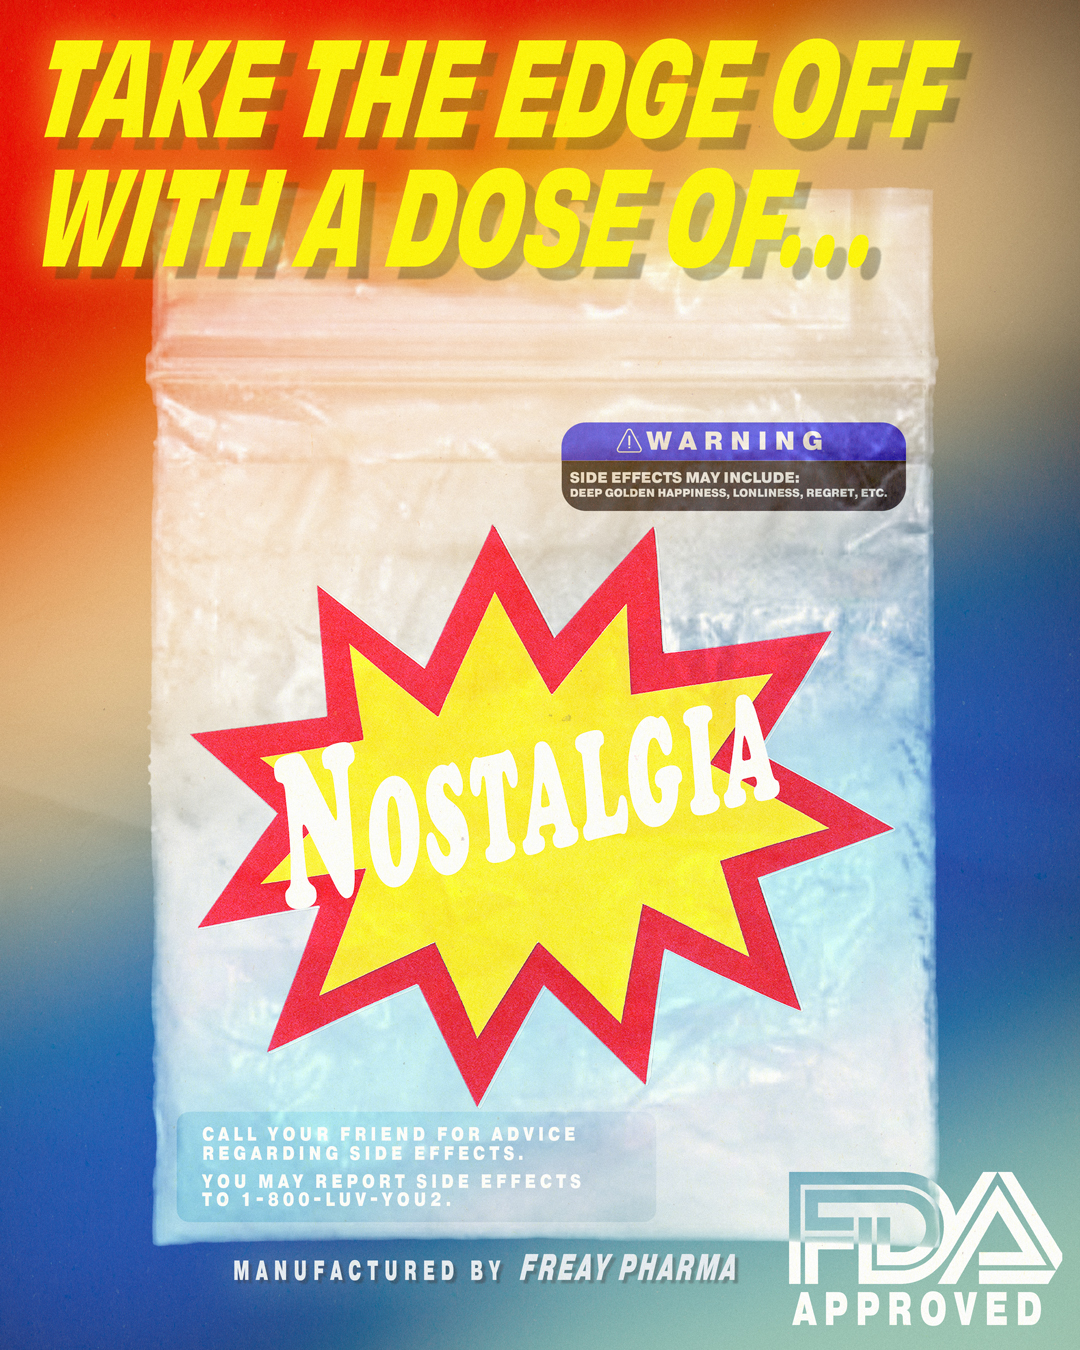 TAKE THE EDGE OFF
WITH A DOSE OF...
WARNING
SIDE EFFECTS MAY INCLUDE:
DEEP GOLDEN HAPPINESS, LONLINESS, REGRET, ETC.
NOSTALGIA
CALL YOUR FRIEND FOR ADVICE
REGARDING SIDE EFFECTS.
YOU MAY REPORT SIDE EFFECTS
TO 1-800-LUV-YOU2.
MANUFACTURED BY FREAY PHARMA
FDA
APPROVED